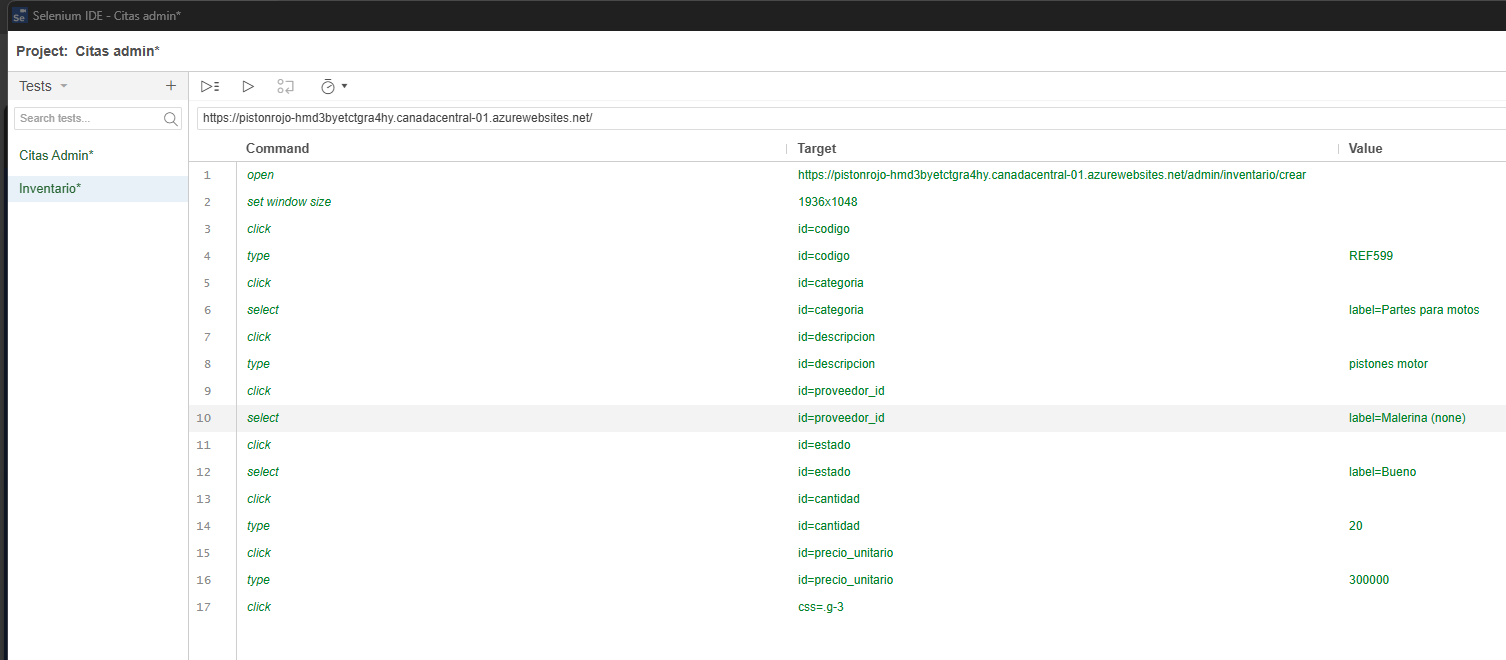 Selenium IDE - Citas admin*
Project: Citas admin*
Tests
Search tests...
https://pistonrojo-hmd3byetctgra4hy.canadacentral-01.azurewebsites.net/
Citas Admin*
Inventario*
Command Target Value
1 open https://pistonrojo-hmd3byetctgra4hy.canadacentral-01.azurewebsites.net/admin/inventario/crear
2 set window size 1936x1048
3 click id=codigo
4 type id=codigo REF599
5 click id=categoria
6 select id=categoria label=Partes para motos
7 click id=descripcion
8 type id=descripcion pistones motor
9 click id=proveedor_id
10 select id=proveedor_id label=Malerina (none)
11 click id=estado
12 select id=estado label=Bueno
13 click id=cantidad
14 type id=cantidad 20
15 click id=precio_unitario
16 type id=precio_unitario 300000
17 click css=.g-3